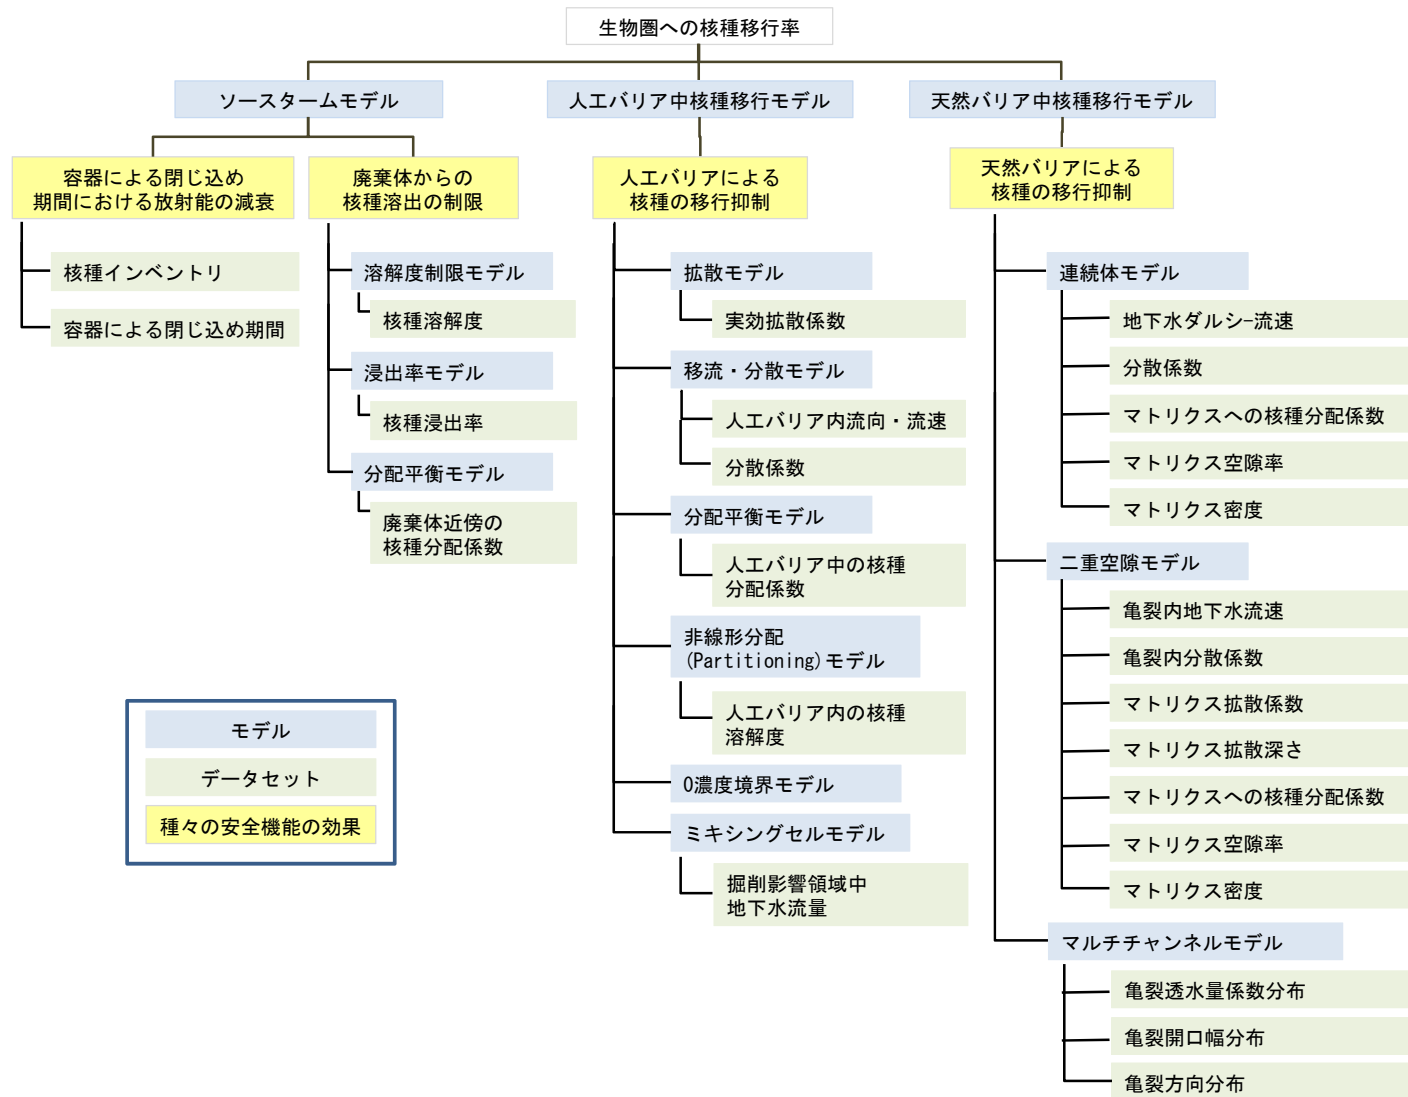 生物圏への核種移行率
ソースタームモデル
人工バリア中核種移行モデル
天然バリア中核種移行モデル
容器による閉じ込め
期間における放射能の減衰
廃棄体からの
核種溶出の制限
人工バリアによる
核種の移行抑制
天然バリアによる
核種の移行抑制
核種インベントリ
容器による閉じ込め期間
溶解度制限モデル
核種溶解度
浸出率モデル
核種浸出率
分配平衡モデル
廃棄体近傍の
核種分配係数
拡散モデル
実効拡散係数
移流・分散モデル
人工バリア内流向・流速
分散係数
分配平衡モデル
人工バリア中の核種
分配係数
非線形分配
(Partitioning)モデル
人工バリア内の核種
溶解度
0濃度境界モデル
ミキシングセルモデル
掘削影響領域中
地下水流量
連続体モデル
地下水ダルシー流速
分散係数
マトリクスへの核種分配係数
マトリクス空隙率
マトリクス密度
二重空隙モデル
亀裂内地下水流速
亀裂内分散係数
マトリクス拡散係数
マトリクス拡散深さ
マトリクスへの核種分配係数
マトリクス空隙率
マトリクス密度
マルチチャンネルモデル
亀裂透水量係数分布
亀裂開口幅分布
亀裂方向分布
モデル
データセット
種々の安全機能の効果